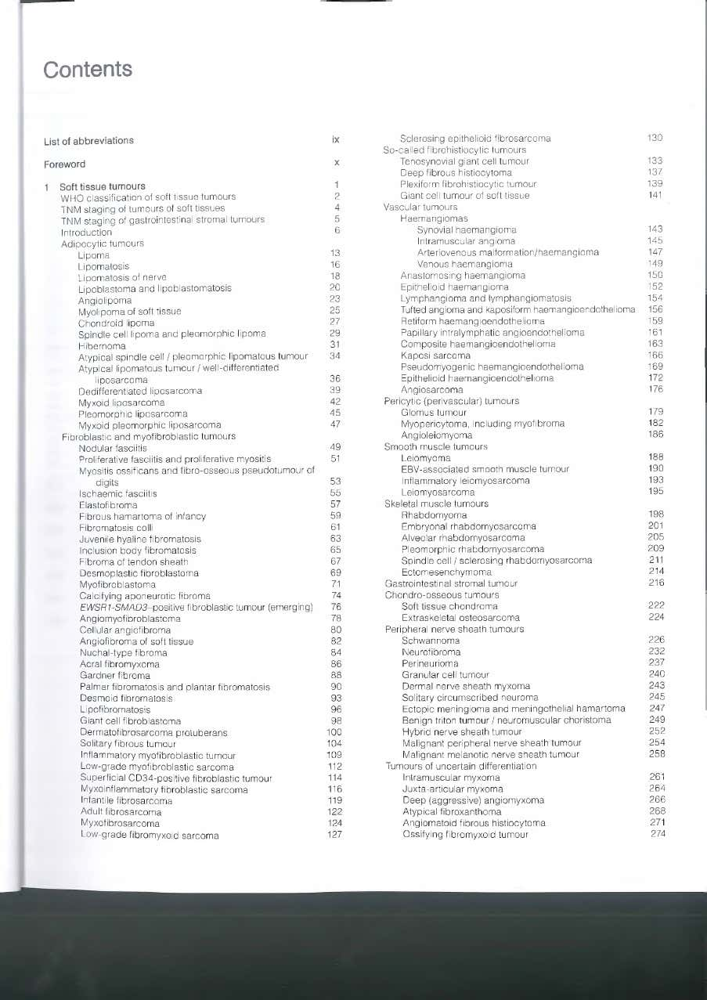 Contents
List of abbreviations ix
Foreword x
1 Soft tissue tumours 1
WHO classification of soft tissue tumours 2
TNM staging of tumours of soft tissues 4
TNM staging of gastrointestinal stromal tumours 5
Introduction 6
Adipocytic tumours
Lipoma 13
Lipomatosis 16
Lipomatosis of nerve 18
Lipoblastoma and lipoblastomatosis 20
Angiolipoma 23
Myolipoma of soft tissue 25
Chondroid lipoma 27
Spindle cell lipoma and pleomorphic lipoma 29
Hibernoma 31
Atypical spindle cell / pleomorphic lipomatous tumour 34
Atypical lipomatous tumour / well-differentiated
liposarcoma 36
Dedifferentiated liposarcoma 39
Myxoid liposarcoma 42
Pleomorphic liposarcoma 45
Myxoid pleomorphic liposarcoma 47
Fibroblastic and myofibroblastic tumours
Nodular fasciitis 49
Proliferative fasciitis and proliferative myositis 51
Myositis ossificans and fibro-osseous pseudotumour of
digits 53
Ischaemic fasciitis 55
Elastofibroma 57
Fibrous hamartoma of infancy 59
Fibromatosis colli 61
Juvenile hyaline fibromatosis 63
Inclusion body fibromatosis 65
Fibroma of tendon sheath 67
Desmoplastic fibroblastoma 69
Myofibroblastoma 71
Calcifying aponeurotic fibroma 74
EWSR1-SMAD3–positive fibroblastic tumour (emerging) 76
Angiomyofibroblastoma 78
Cellular angiofibroma 80
Angiofibroma of soft tissue 82
Nuchal-type fibroma 84
Acral fibromyxoma 86
Gardner fibroma 88
Palmar fibromatosis and plantar fibromatosis 90
Desmoid fibromatosis 93
Lipofibromatosis 96
Giant cell fibroblastoma 98
Dermatofibrosarcoma protuberans 100
Solitary fibrous tumour 104
Inflammatory myofibroblastic tumour 109
Low-grade myofibroblastic sarcoma 112
Superficial CD34-positive fibroblastic tumour 114
Myxoinflammatory fibroblastic sarcoma 116
Infantile fibrosarcoma 119
Adult fibrosarcoma 122
Myxofibrosarcoma 124
Low-grade fibromyxoid sarcoma 127
Sclerosing epithelioid fibrosarcoma 130
So-called fibrohistiocytic tumours
Tenosynovial giant cell tumour 133
Deep fibrous histiocytoma 137
Plexiform fibrohistiocytic tumour 139
Giant cell tumour of soft tissue 141
Vascular tumours
Haemangiomas
Synovial haemangioma 143
Intramuscular angioma 145
Arteriovenous malformation/haemangioma 147
Venous haemangioma 149
Anastomosing haemangioma 150
Epithelioid haemangioma 152
Lymphangioma and lymphangiomatosis 154
Tufted angioma and kaposiform haemangioendothelioma 156
Retiform haemangioendothelioma 159
Papillary intralymphatic angioendothelioma 161
Composite haemangioendothelioma 163
Kaposi sarcoma 166
Pseudomyogenic haemangioendothelioma 169
Epithelioid haemangioendothelioma 172
Angiosarcoma 176
Pericytic (perivascular) tumours
Glomus tumour 179
Myopericytoma, including myofibroma 182
Angioleiomyoma 186
Smooth muscle tumours
Leiomyoma 188
EBV-associated smooth muscle tumour 190
Inflammatory leiomyosarcoma 193
Leiomyosarcoma 195
Skeletal muscle tumours
Rhabdomyoma 198
Embryonal rhabdomyosarcoma 201
Alveolar rhabdomyosarcoma 205
Pleomorphic rhabdomyosarcoma 209
Spindle cell / sclerosing rhabdomyosarcoma 211
Ectomesenchymoma 214
Gastrointestinal stromal tumour 216
Chondro-osseous tumours
Soft tissue chondroma 222
Extraskeletal osteosarcoma 224
Peripheral nerve sheath tumours
Schwannoma 226
Neurofibroma 232
Perineurioma 237
Granular cell tumour 240
Dermal nerve sheath myxoma 243
Solitary circumscribed neuroma 245
Ectopic meningioma and meningothelial hamartoma 247
Benign triton tumour / neuromuscular choristoma 249
Hybrid nerve sheath tumour 252
Malignant peripheral nerve sheath tumour 254
Malignant melanotic nerve sheath tumour 258
Tumours of uncertain differentiation
Intramuscular myxoma 261
Juxta-articular myxoma 264
Deep (aggressive) angiomyxoma 266
Atypical fibroxanthoma 268
Angiomatoid fibrous histiocytoma 271
Ossifying fibromyxoid tumour 274